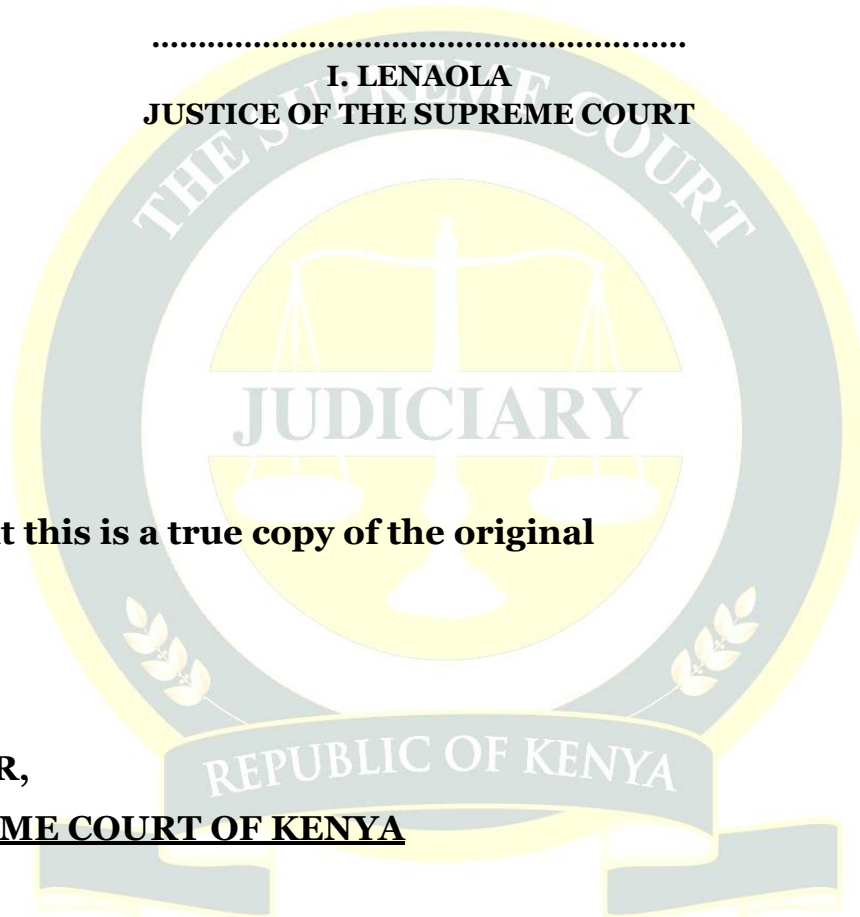 ......................................................
I. LENAOLA
JUSTICE OF THE SUPREME COURT
THE SUPREME COURT
JUDICIARY
t this is a true copy of the original
REPUBLIC OF KENYA
R,
ME COURT OF KENYA